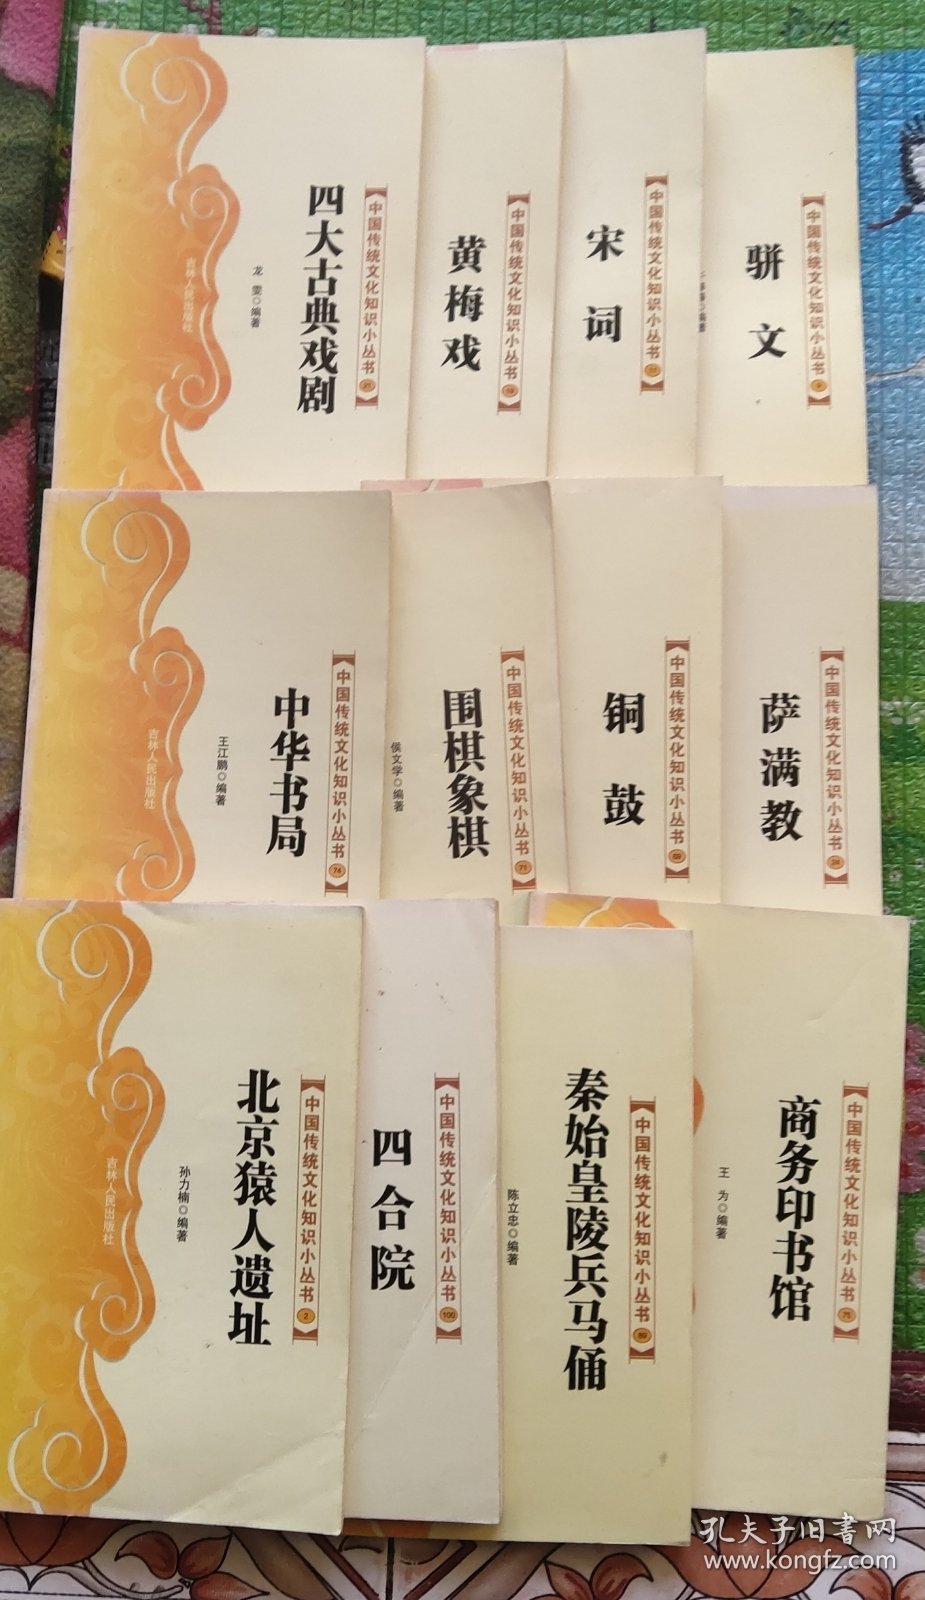 四大古典戏剧
中国传统文化知识小丛书
龙雯◎编著
吉林人民出版社
黄梅戏
中国传统文化知识小丛书
宋词
中国传统文化知识小丛书
骈文
中国传统文化知识小丛书
9
中华书局
中国传统文化知识小丛书
74
王江鹏◎编著
吉林人民出版社
围棋象棋
中国传统文化知识小丛书
71
侯文学◎编著
铜鼓
中国传统文化知识小丛书
萨满教
中国传统文化知识小丛书
北京猿人遗址
中国传统文化知识小丛书
2
孙力楠◎编著
吉林人民出版社
四合院
中国传统文化知识小丛书
100
秦始皇陵兵马俑
中国传统文化知识小丛书
陈立忠◎编著
商务印书馆
中国传统文化知识小丛书
75
王为◎编著
孔夫子旧书网
www.kongfz.com